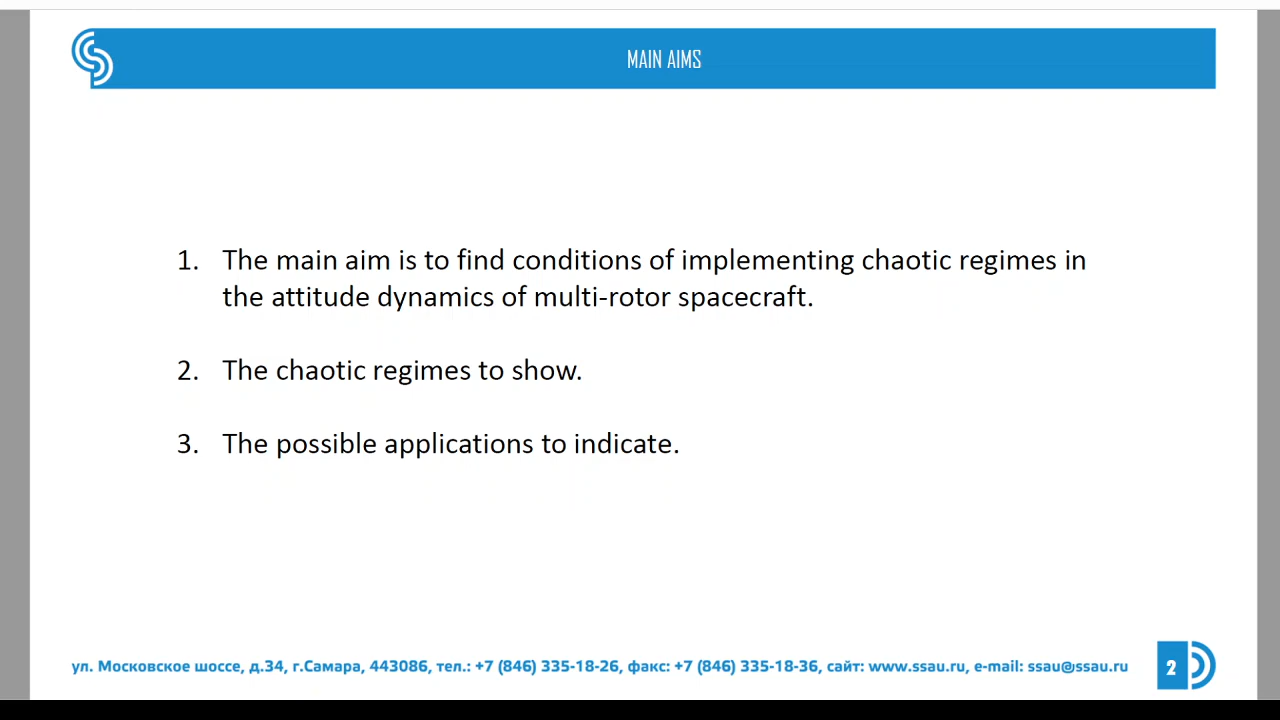 MAIN AIMS
1. The main aim is to find conditions of implementing chaotic regimes in
the attitude dynamics of multi-rotor spacecraft.
2. The chaotic regimes to show.
3. The possible applications to indicate.
ул. Московское шоссе, д.34, г.Самара, 443086, тел.: +7 (846) 335-18-26, факс: +7 (846) 335-18-36, сайт: www.ssau.ru, e-mail: ssau@ssau.ru
2